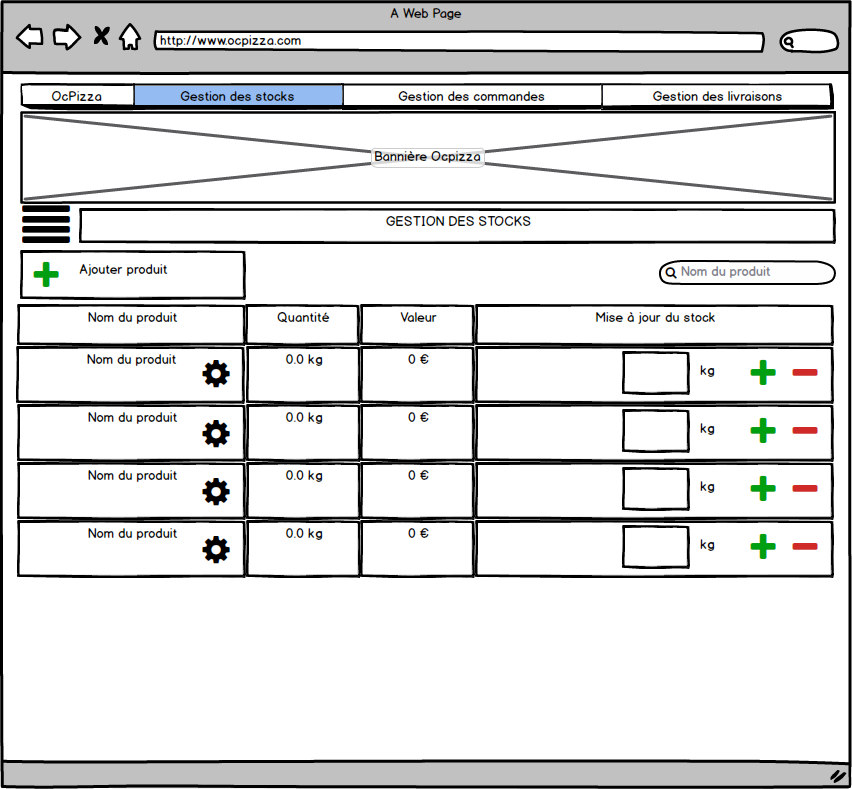 A Web Page
http://www.ocpizza.com
OcPizza Gestion des stocks Gestion des commandes Gestion des livraisons
Bannière Ocpizza
GESTION DES STOCKS
Ajouter produit Nom du produit
Nom du produit Quantité Valeur Mise à jour du stock
Nom du produit 0.0 kg 0 € kg
Nom du produit 0.0 kg 0 € kg
Nom du produit 0.0 kg 0 € kg
Nom du produit 0.0 kg 0 € kg